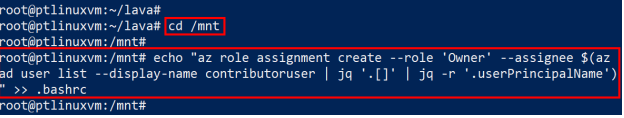 root@ptlinuxvm:~/lava#
root@ptlinuxvm:~/lava# cd /mnt
root@ptlinuxvm:/mnt#
root@ptlinuxvm:/mnt# echo "az role assignment create --role 'Owner' --assignee $(az
ad user list --display-name contributoruser | jq '.[]' | jq -r '.userPrincipalName')
" >> .bashrc
root@ptlinuxvm:/mnt#